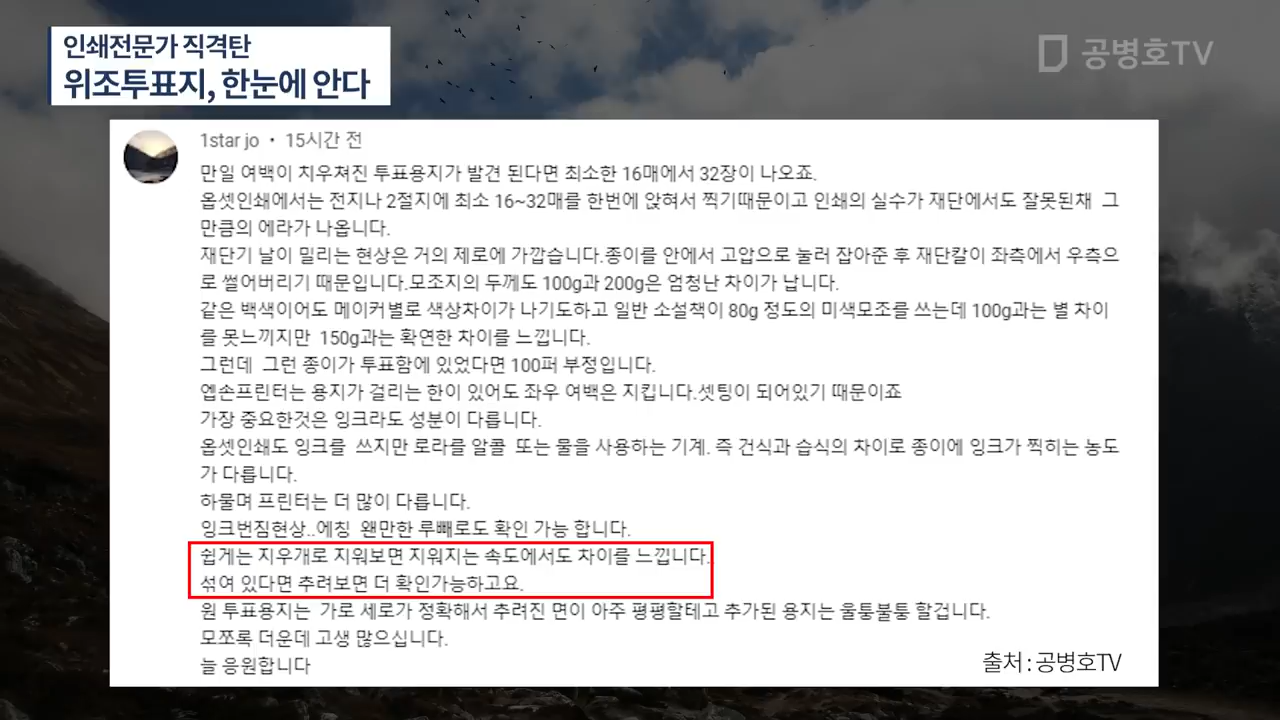 인쇄전문가 직격탄
위조투표지, 한눈에 안다
공병호TV
1star jo • 15시간 전
만일 여백이 치우쳐진 투표용지가 발견 된다면 최소한 16매에서 32장이 나오죠.
옵셋인쇄에서는 전지나 2절지에 최소 16~32매를 한번에 앉혀서 찍기때문이고 인쇄의 실수가 재단에서도 잘못된채 그
만큼의 에라가 나옵니다.
재단기 날이 밀리는 현상은 거의 제로에 가깝습니다.종이를 안에서 고압으로 눌러 잡아준 후 재단칼이 좌측에서 우측으
로 썰어버리기 때문입니다.모조지의 두께도 100g과 200g은 엄청난 차이가 납니다.
같은 백색이어도 메이커별로 색상차이가 나기도하고 일반 소설책이 80g 정도의 미색모조를 쓰는데 100g과는 별 차이
를 못느끼지만 150g과는 확연한 차이를 느낍니다.
그런데 그런 종이가 투표함에 있었다면 100퍼 부정입니다.
엡손프린터는 용지가 걸리는 한이 있어도 좌우 여백은 지킵니다.셋팅이 되어있기 때문이죠
가장 중요한것은 잉크라도 성분이 다릅니다.
옵셋인쇄도 잉크를 쓰지만 로라를 알콜 또는 물을 사용하는 기계. 즉 건식과 습식의 차이로 종이에 잉크가 찍히는 농도
가 다릅니다.
하물며 프린터는 더 많이 다릅니다.
잉크번짐현상..에칭 왠만한 루빼로도 확인 가능 합니다.
쉽게는 지우개로 지워보면 지워지는 속도에서도 차이를 느낍니다.
섞여 있다면 추려보면 더 확인가능하고요.
원 투표용지는 가로 세로가 정확해서 추려진 면이 아주 평평할테고 추가된 용지는 울퉁불퉁 할겁니다.
모쪼록 더운데 고생 많으십니다.
늘 응원합니다
출처 : 공병호TV